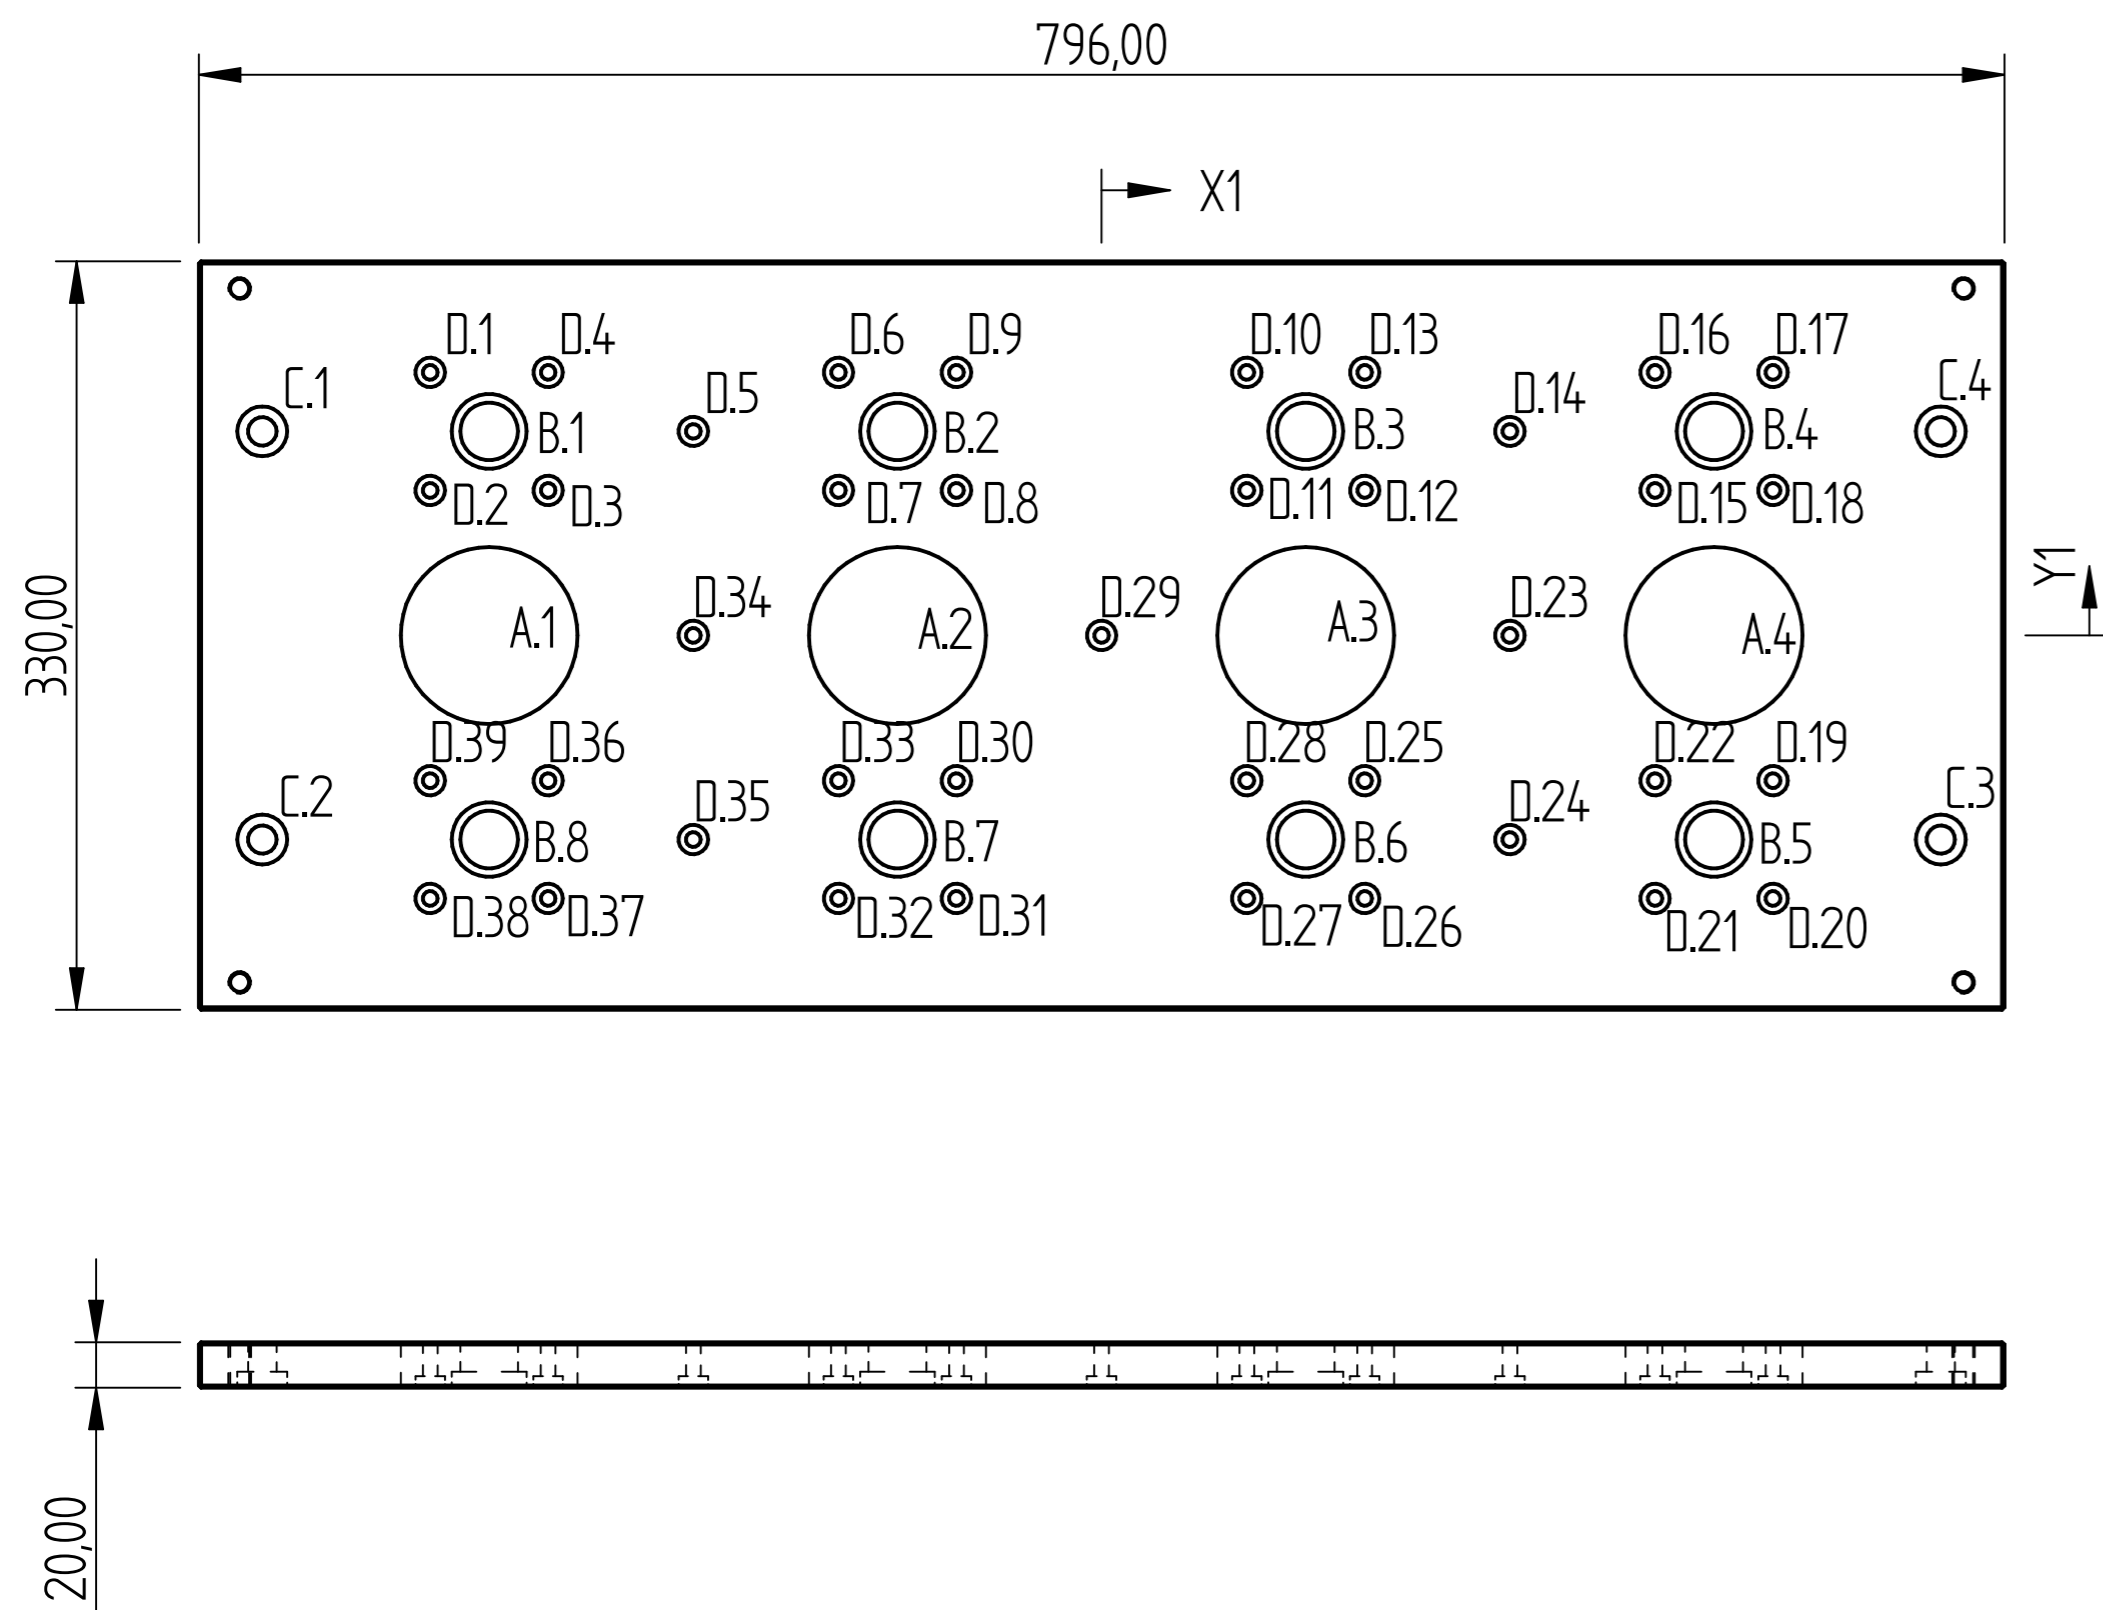 796,00
X1
D.1 D.4 D.6 D.9 D.10 D.13 D.16 D.17
C.1 D.5 D.14 C.4
B.1 B.2 B.3 B.4
D.2 D.3 D.7 D.8 D.11 D.12 D.15 D.18
Y1
330,00
D.34 D.29 D.23
A.1 A.2 A.3 A.4
D.39 D.36 D.33 D.30 D.28 D.25 D.22 D.19
C.2 D.35 D.24 C.3
B.8 B.7 B.6 B.5
D.38 D.37 D.32 D.31 D.27 D.26 D.21 D.20
20,00